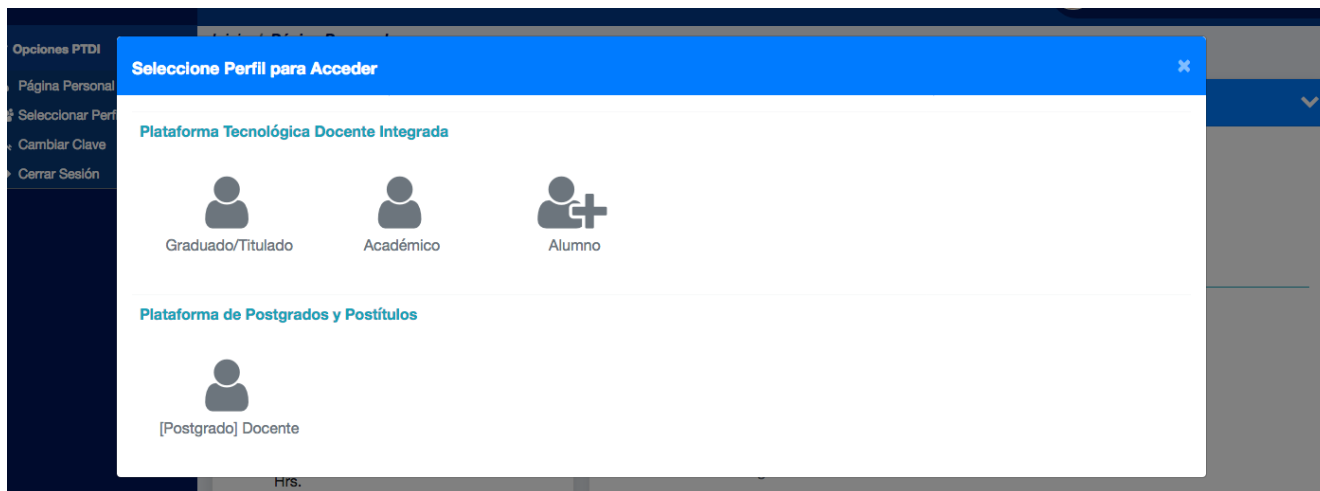 Opciones PTDI
Página Personal
Seleccionar Perf
Cambiar Clave
Cerrar Sesión
Seleccione Perfil para Acceder
Plataforma Tecnológica Docente Integrada
Graduado/Titulado
Académico
Alumno
Plataforma de Postgrados y Postítulos
[Postgrado] Docente
Hrs.